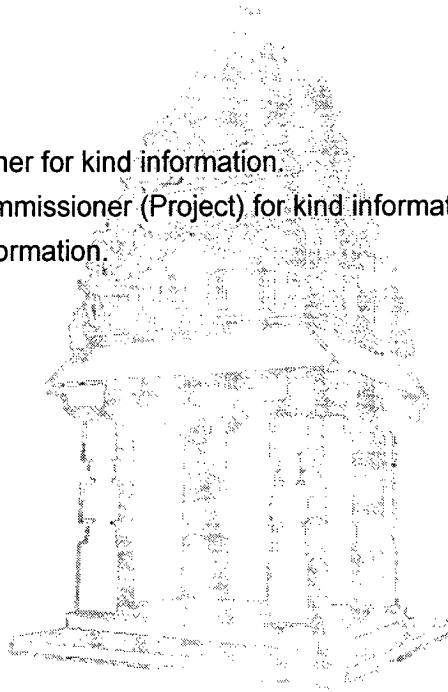 ner for kind information.
mmissioner (Project) for kind informat
ormation.